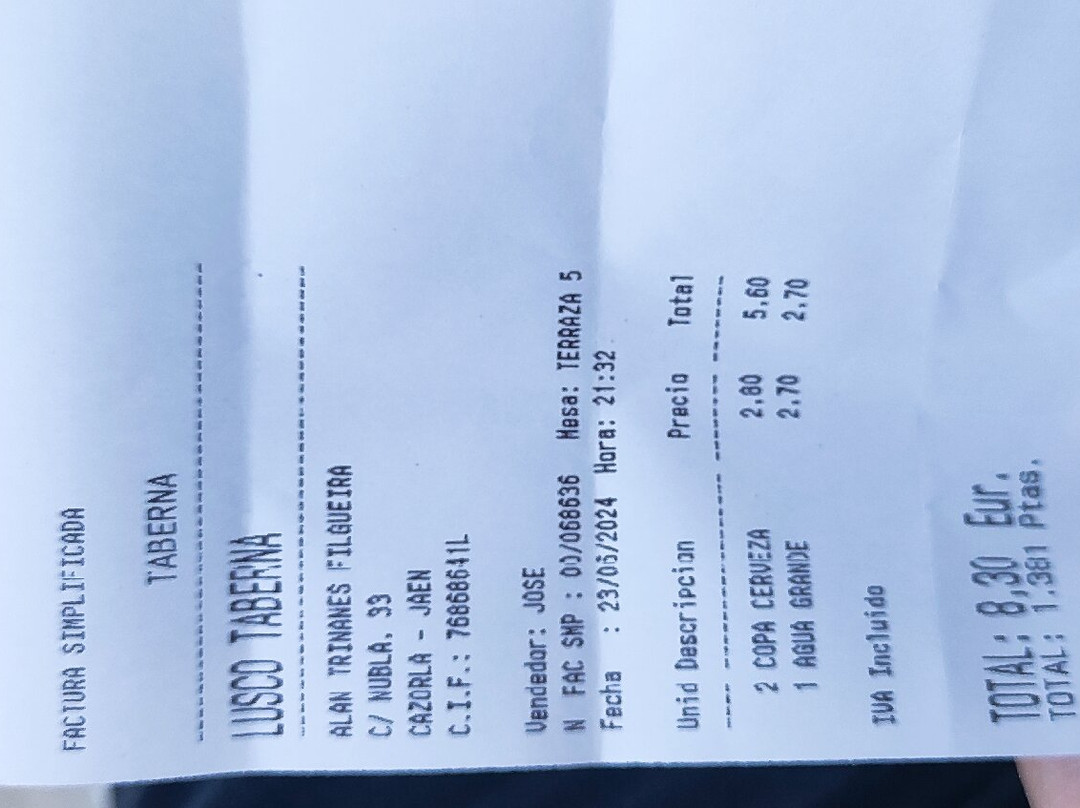 FACTURA SIMPLIFICADA
TABERNA
LUSCO TABERNA
ALAN TRINANES FILGUEIRA
C/ NUBLA, 33
CAZORLA - JAEN
C.I.F.: 76868641L
Vendedor: JOSE
N FAC SMP : 00/068636 Mesa: TERRAZA 5
Fecha : 23/06/2024 Hora: 21:32
Unid Descripcion Precio Total
2 COPA CERVEZA 2,80 5,60
1 AGUA GRANDE 2,70 2,70
IVA Incluido
TOTAL: 8,30 Eur.
TOTAL: 1.381 Ptas.